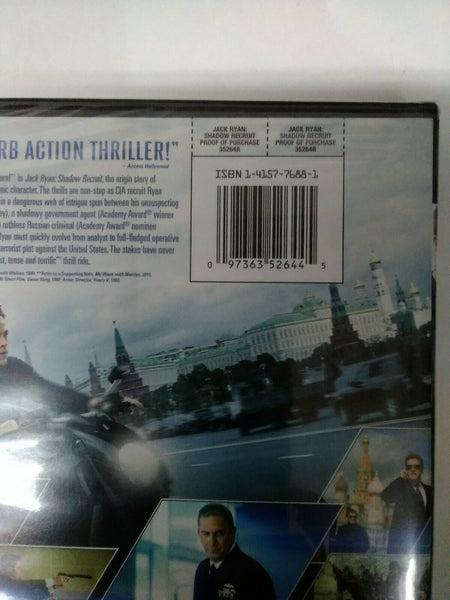 RB ACTION THRILLER!"
– Access Hollywood
in Jack Ryan: Shadow Recruit, the origin story of
character. The thrills are non-stop as CIA recruit Ryan
in a dangerous web of intrigue spun between his unsuspecting
a shadowy government agent (Academy Award® winner
ruthless Russian criminal (Academy Award® nominee
must quickly evolve from analyst to full-fledged operative
plot against the United States. The stakes have never
tense and terrific" thrill ride.
JACK RYAN:
SHADOW RECRUIT
PROOF OF PURCHASE
35264A
JACK RYAN:
SHADOW RECRUIT
PROOF OF PURCHASE
35264B
ISBN 1-4157-7688-1
0 97363 52644 5